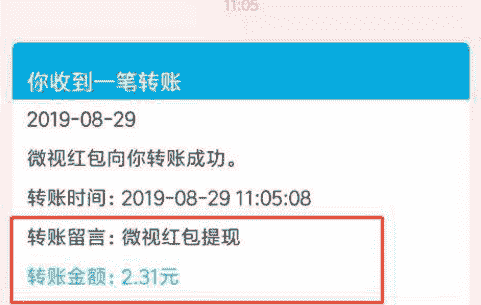 11:05
你收到一笔转账
2019-08-29
微视红包向你转账成功。
转账时间: 2019-08-29 11:05:08
转账留言: 微视红包提现
转账金额: 2.31元